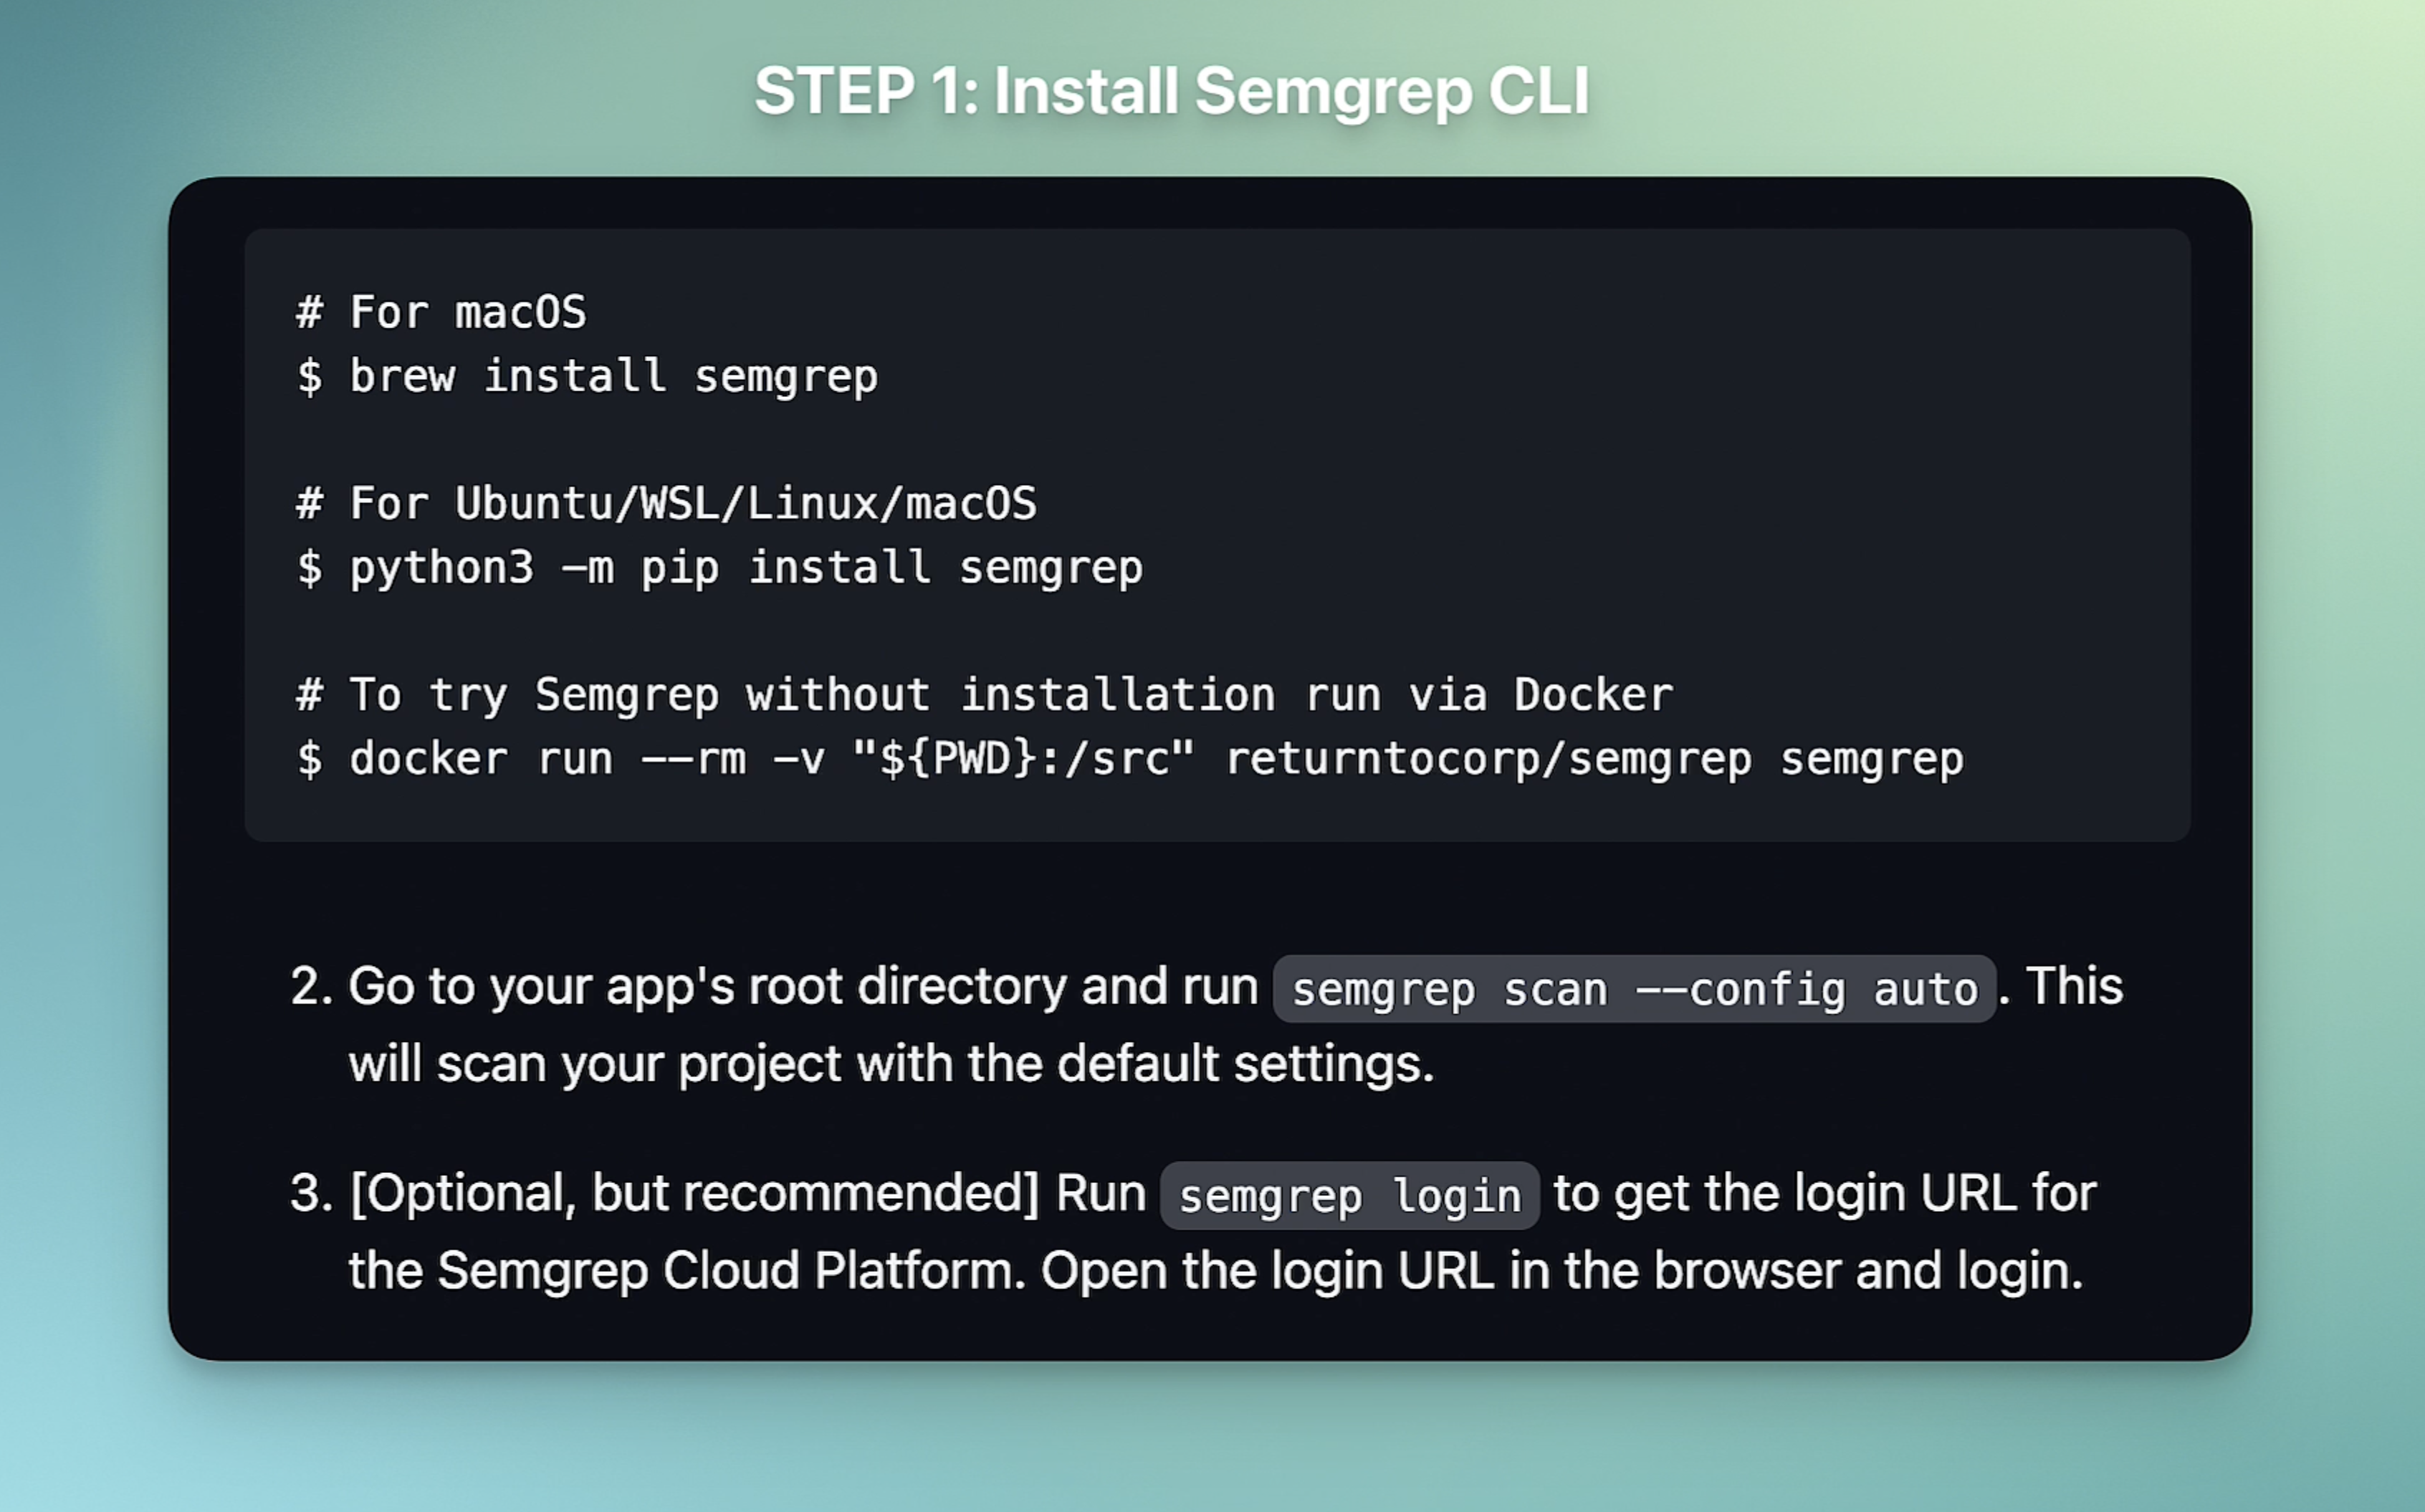 STEP 1: Install Semgrep CLI
# For macOS
$ brew install semgrep
# For Ubuntu/WSL/Linux/macOS
$ python3 -m pip install semgrep
# To try Semgrep without installation run via Docker
$ docker run --rm -v "${PWD}:/src" returntocorp/semgrep semgrep
2. Go to your app's root directory and run semgrep scan --config auto. This
will scan your project with the default settings.
3. [Optional, but recommended] Run semgrep login to get the login URL for
the Semgrep Cloud Platform. Open the login URL in the browser and login.